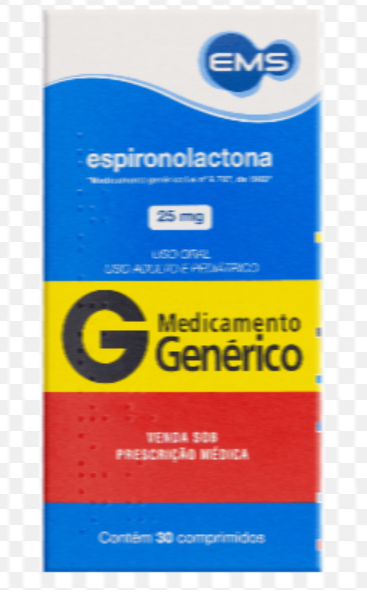 EMS
espironolactona
"Medicamento genérico Lei nº 9.787, de 1999"
25 mg
USO ORAL
USO ADULTO E PEDIÁTRICO
G
Medicamento
Genérico
VENDA SOB
PRESCRIÇÃO MÉDICA
Contém 30 comprimidos